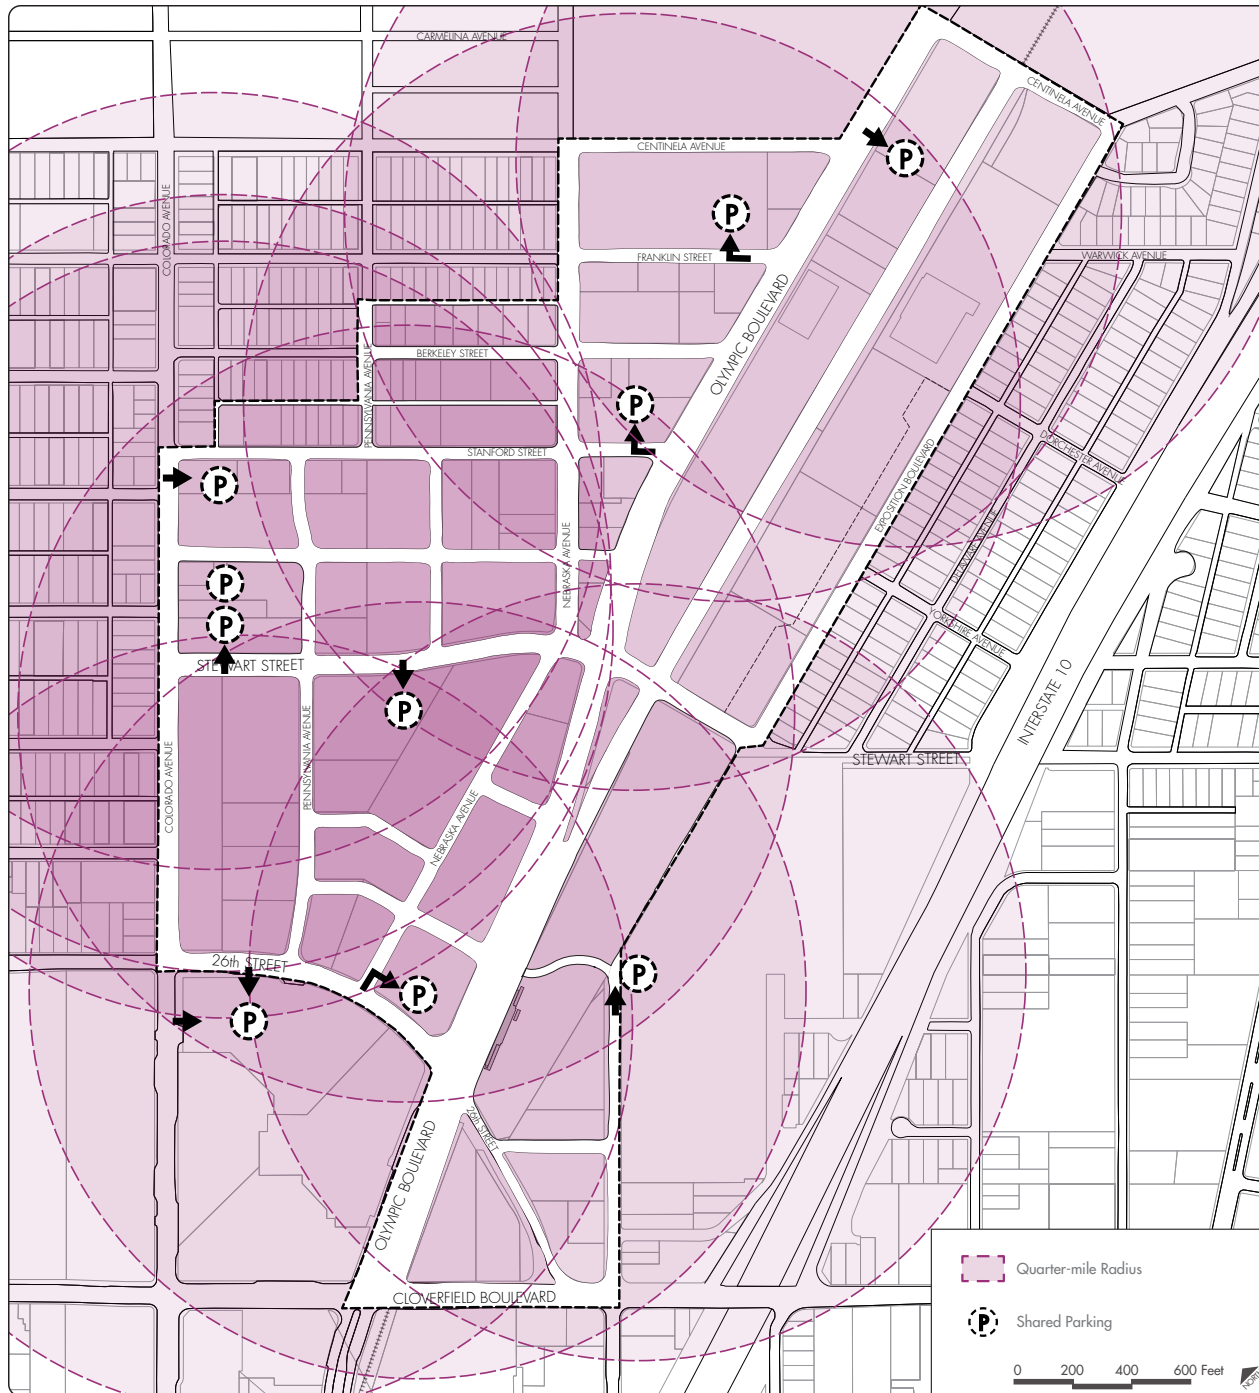 CARMELINA AVENUE
CENTINELA AVENUE
CENTINELA AVENUE
P
P
COLORADO AVENUE
FRANKLIN STREET
WARWICK AVENUE
OLYMPIC BOULEVARD
BERKELEY STREET
PENNSYLVANIA AVENUE
P
STANFORD STREET
DORCHESTER AVENUE
EXPOSITION BOULEVARD
P
NEBRASKA AVENUE
DELAWARE AVENUE
P
P
YORKSHIRE AVENUE
STEWART STREET
P
INTERSTATE 10
STEWART STREET
PENNSYLVANIA AVENUE
COLORADO AVENUE
NEBRASKA AVENUE
26th STREET
P
P
P
26th STREET
OLYMPIC BOULEVARD
CLOVERFIELD BOULEVARD
Quarter-mile Radius
P
Shared Parking
0 200 400 600 Feet